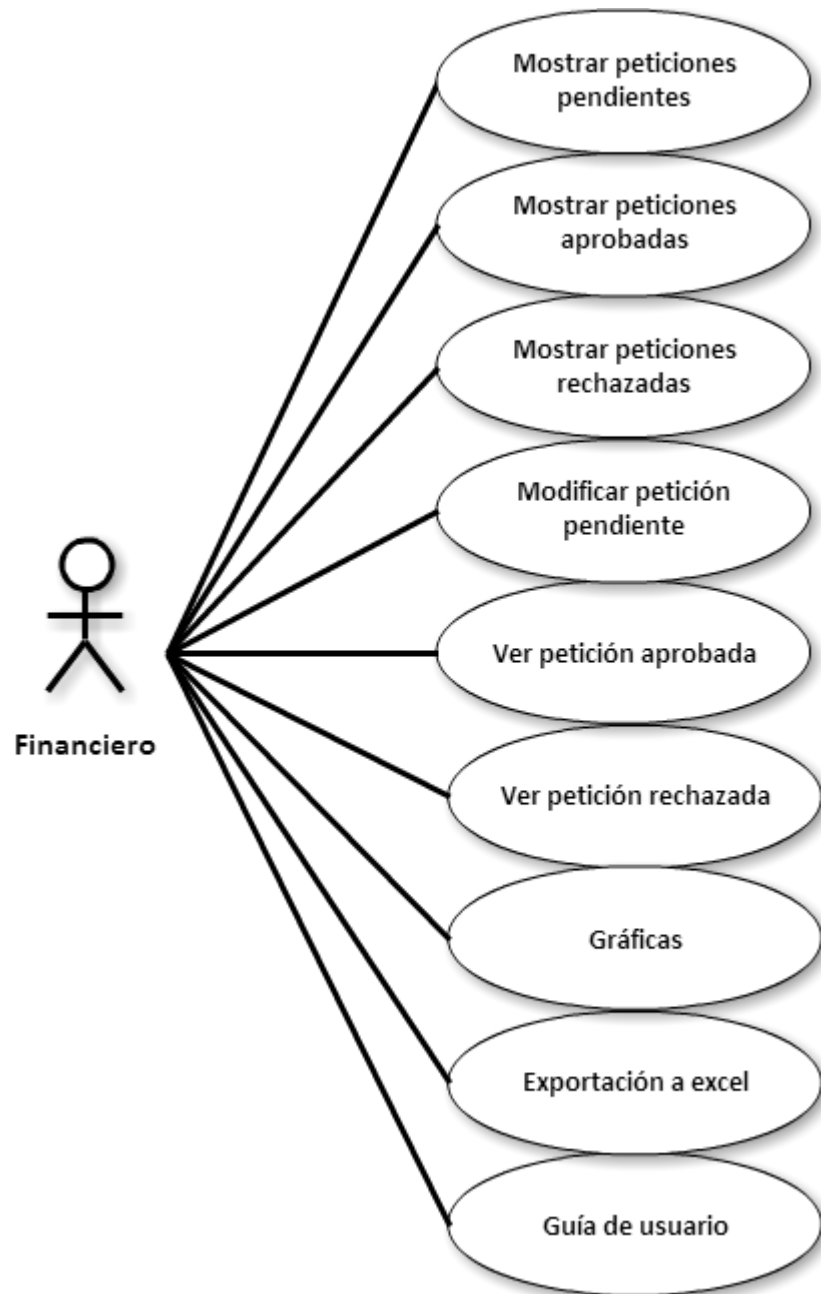 Mostrar peticiones
pendientes
Mostrar peticiones
aprobadas
Mostrar peticiones
rechazadas
Modificar petición
pendiente
Ver petición aprobada
Financiero
Ver petición rechazada
Gráficas
Exportación a excel
Guía de usuario